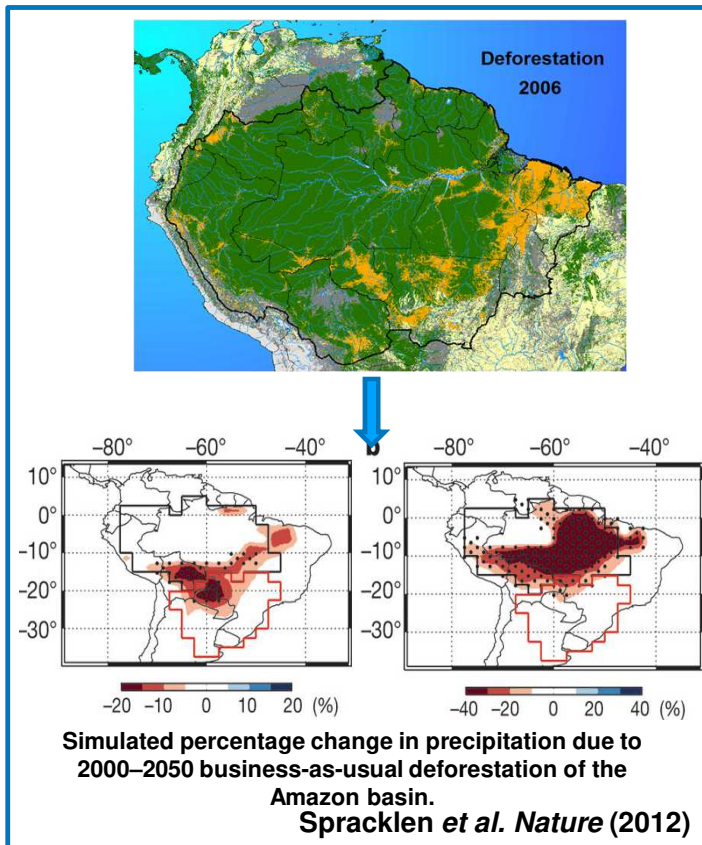 Deforestation
2006
−80° −60° −40°
b
−80° −60° −40°
10°
0°
−10°
−20°
−30°
10°
0°
−10°
−20°
−30°
−20 −10 0 10 20 (%)
−40 −20 0 20 40 (%)
Simulated percentage change in precipitation due to
2000–2050 business-as-usual deforestation of the
Amazon basin.
Spracklen et al. Nature (2012)